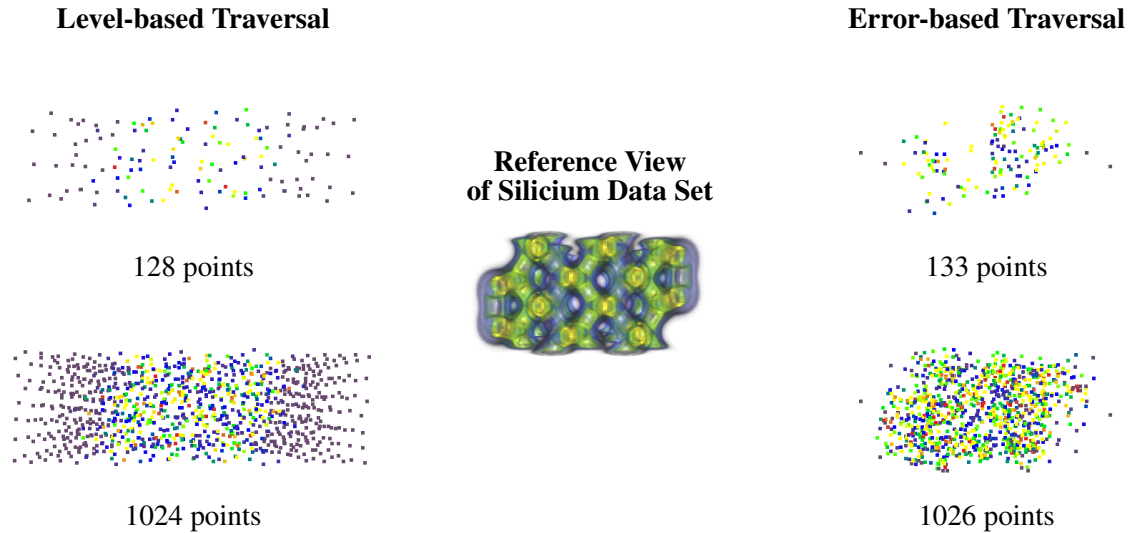 Level-based Traversal
Error-based Traversal
Reference View
of Silicium Data Set
128 points
133 points
1024 points
1026 points